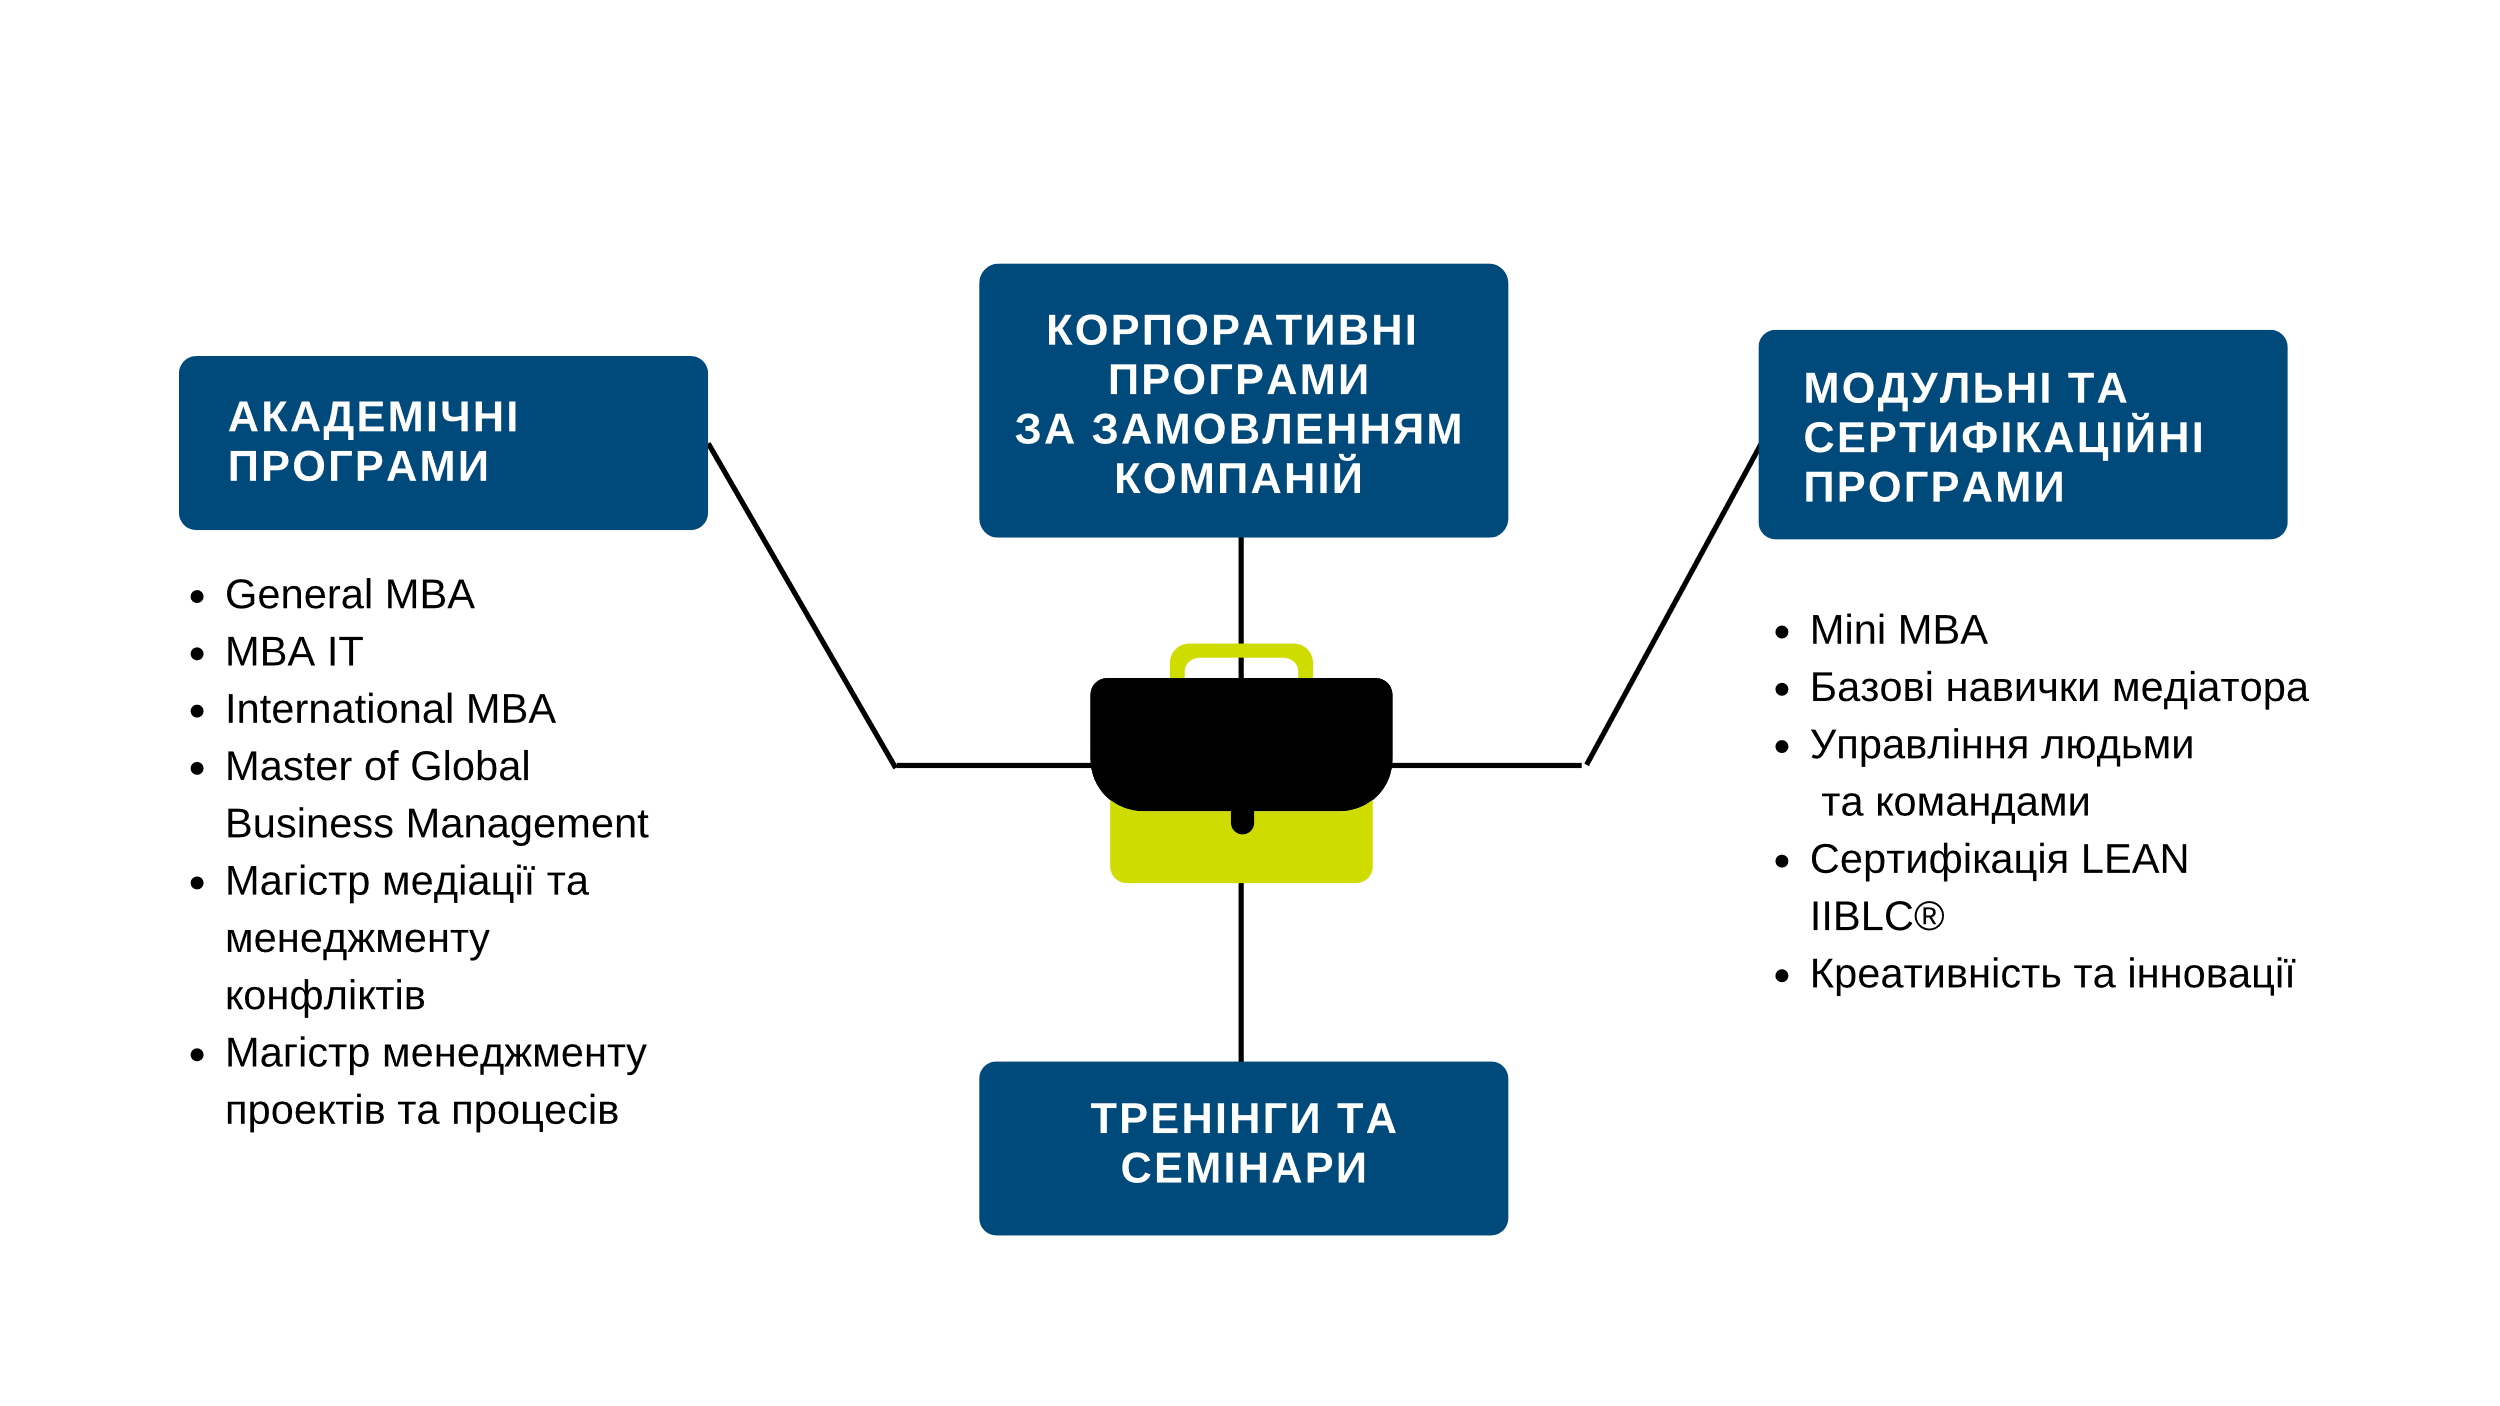 АКАДЕМІЧНІ
ПРОГРАМИ
General MBA
MBA IT
International MBA
Master of Global
Business Management
Магістр медіації та
менеджменту
конфліктів
Магістр менеджменту
проектів та процесів
КОРПОРАТИВНІ
ПРОГРАМИ
ЗА ЗАМОВЛЕННЯМ
КОМПАНІЙ
ТРЕНІНГИ ТА
СЕМІНАРИ
МОДУЛЬНІ ТА
СЕРТИФІКАЦІЙНІ
ПРОГРАМИ
Mini MBA
Базові навички медіатора
Управління людьми
та командами
Сертифікація LEAN
IIBLC®
Креативність та інновації